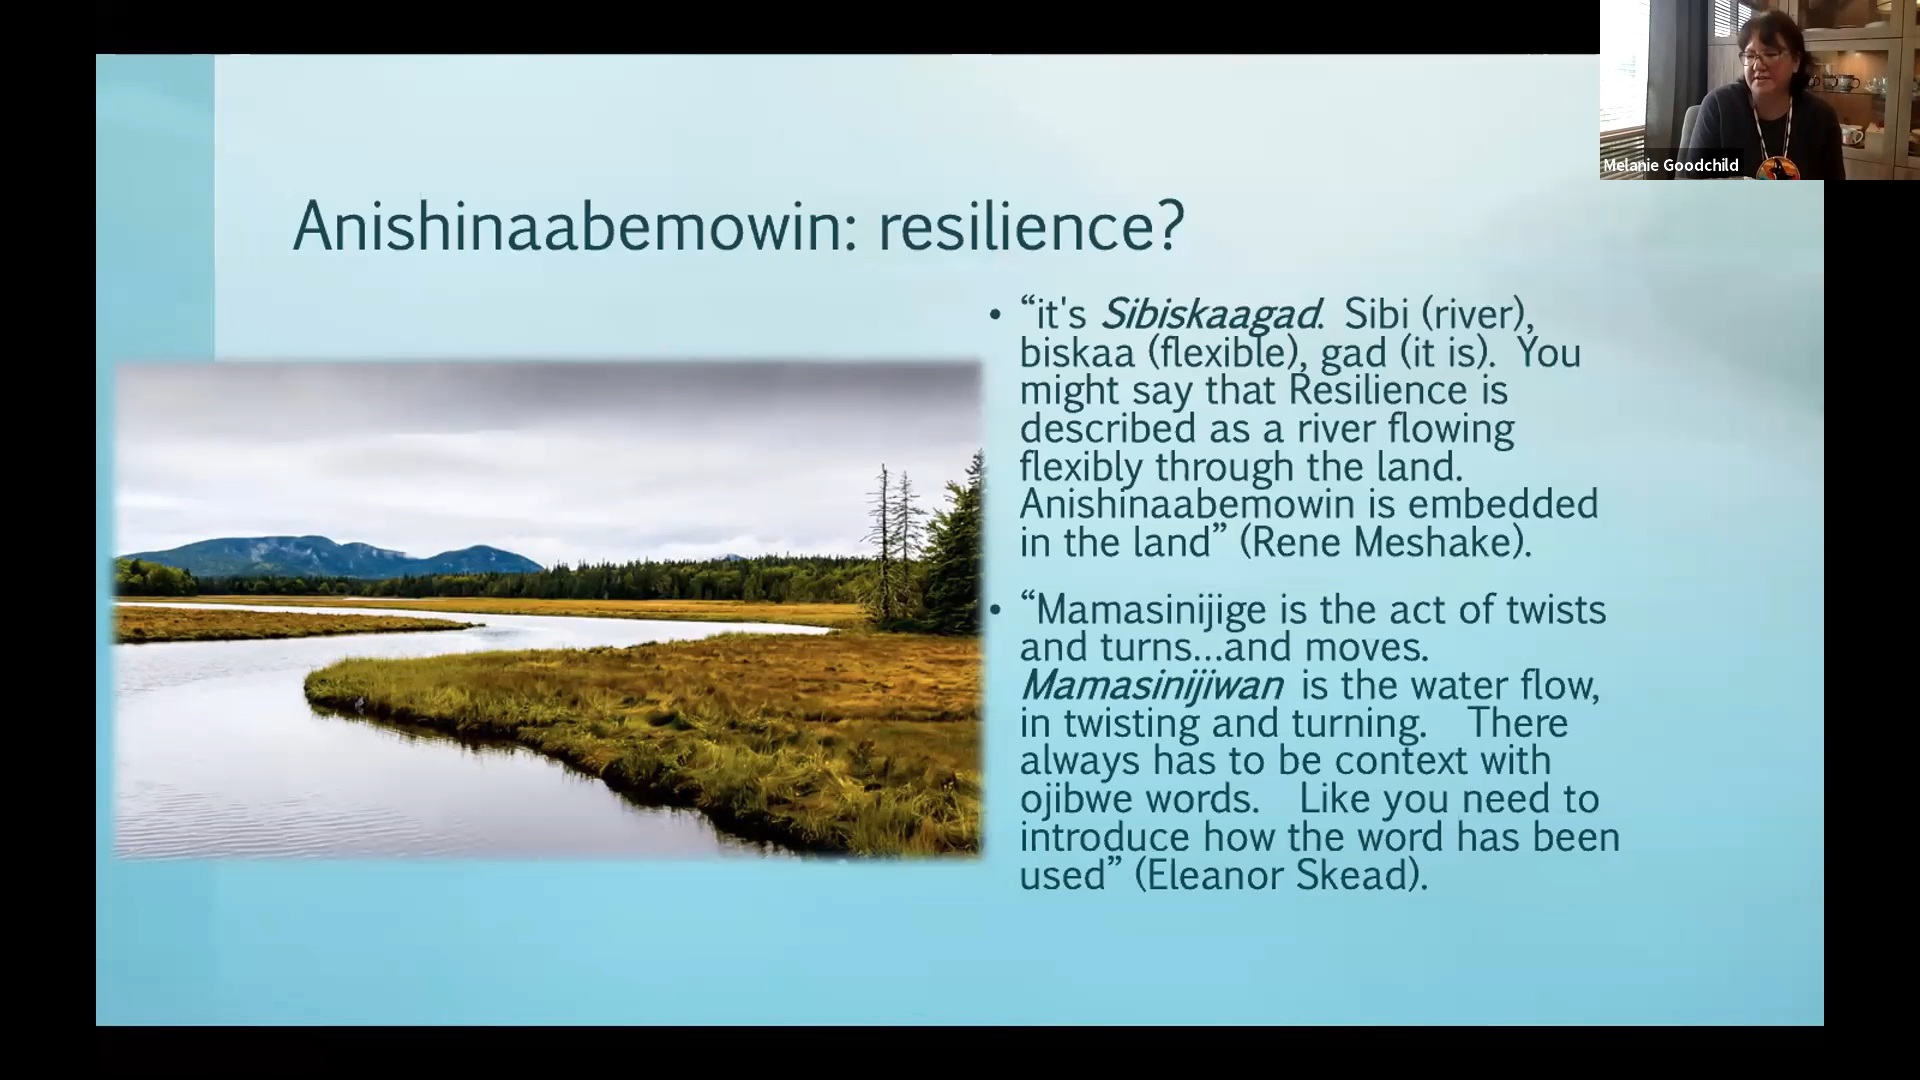 Melanie Goodchild
Anishinaabemowin: resilience?
• “it's Sibiskaagad. Sibi (river),
biskaa (flexible), gad (it is). You
might say that Resilience is
described as a river flowing
flexibly through the land.
Anishinaabemowin is embedded
in the land” (Rene Meshake).
• “Mamasinijige is the act of twists
and turns...and moves.
Mamasinijiwan is the water flow,
in twisting and turning. There
always has to be context with
ojibwe words. Like you need to
introduce how the word has been
used” (Eleanor Skead).